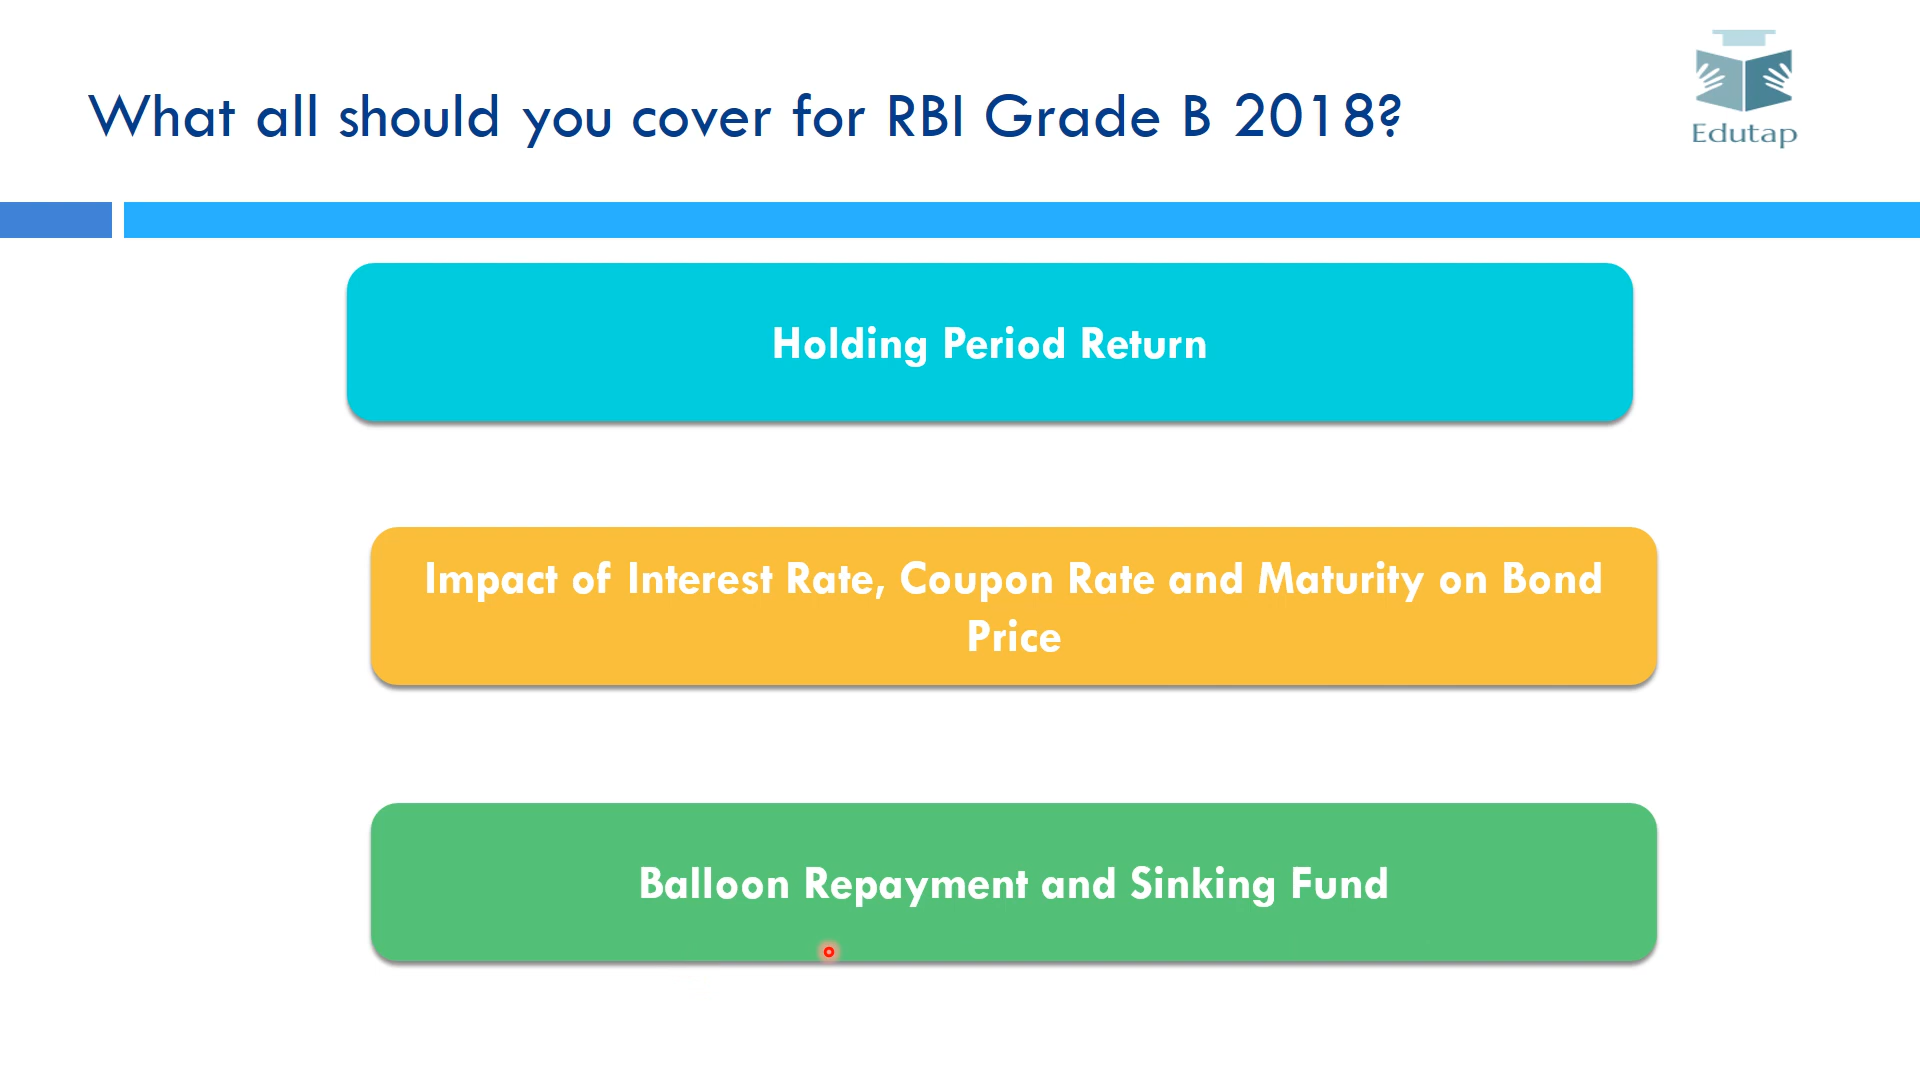 What all should you cover for RBI Grade B 2018?
Edutap
Holding Period Return
Impact of Interest Rate, Coupon Rate and Maturity on Bond
Price
Balloon Repayment and Sinking Fund